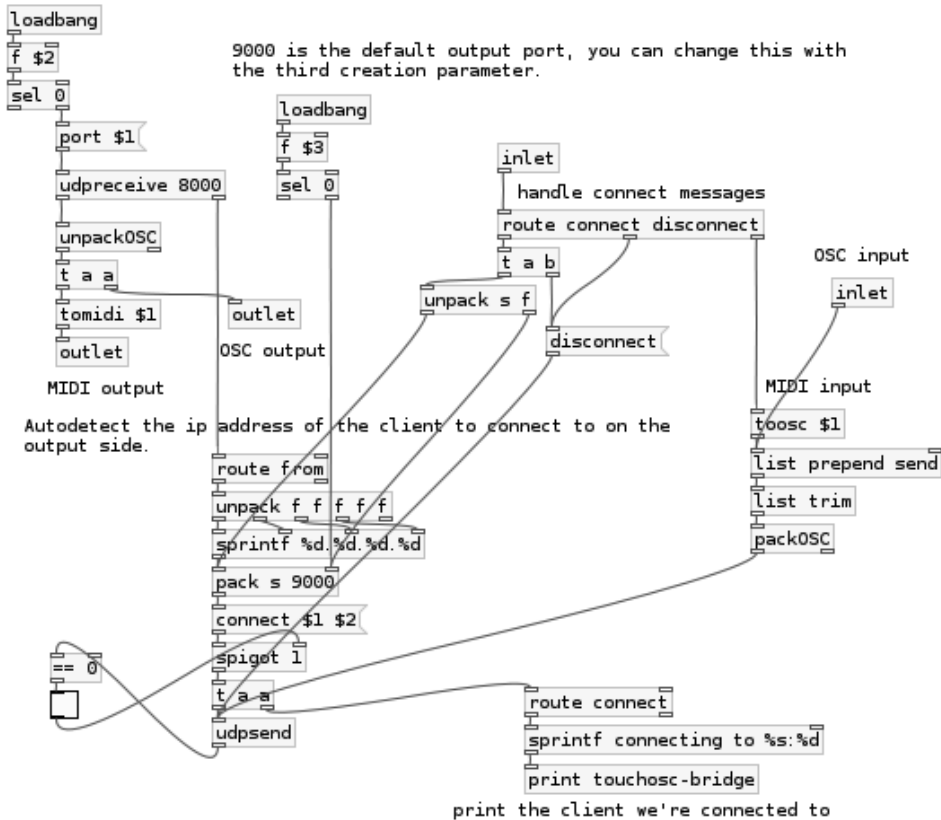 loadbang
f $2
9000 is the default output port, you can change this with
the third creation parameter.
sel 0
loadbang
port $1
f $3
inlet
udpreceive 8000
sel 0
handle connect messages
route connect disconnect
unpackOSC
OSC input
t a b
t a a
inlet
unpack s f
tomidi $1
outlet
disconnect
outlet
OSC output
MIDI output
MIDI input
Autodetect the ip address of the client to connect to on the
output side.
toosc $1
route from
list prepend send
unpack f f f f f
list trim
sprintf %d.%d.%d.%d
packOSC
pack s 9000
connect $1 $2
spigot 1
== 0
t a a
route connect
udpsend
sprintf connecting to %s:%d
print touchosc-bridge
print the client we're connected to